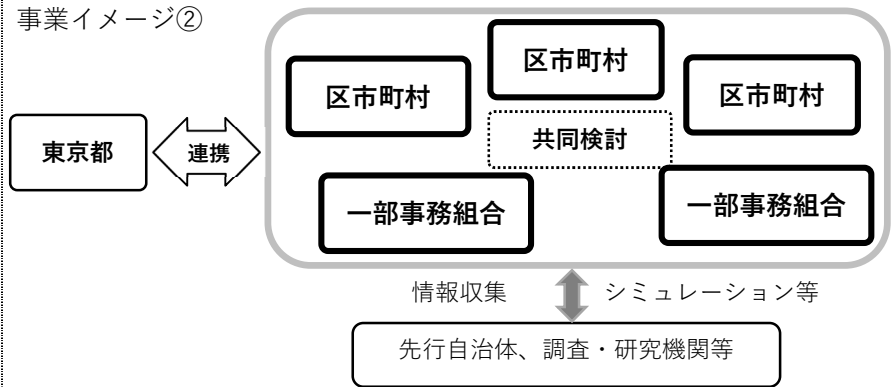 事業イメージ②
区市町村
区市町村
区市町村
共同検討
東京都
連携
一部事務組合
一部事務組合
情報収集
シミュレーション等
先行自治体、調査・研究機関等